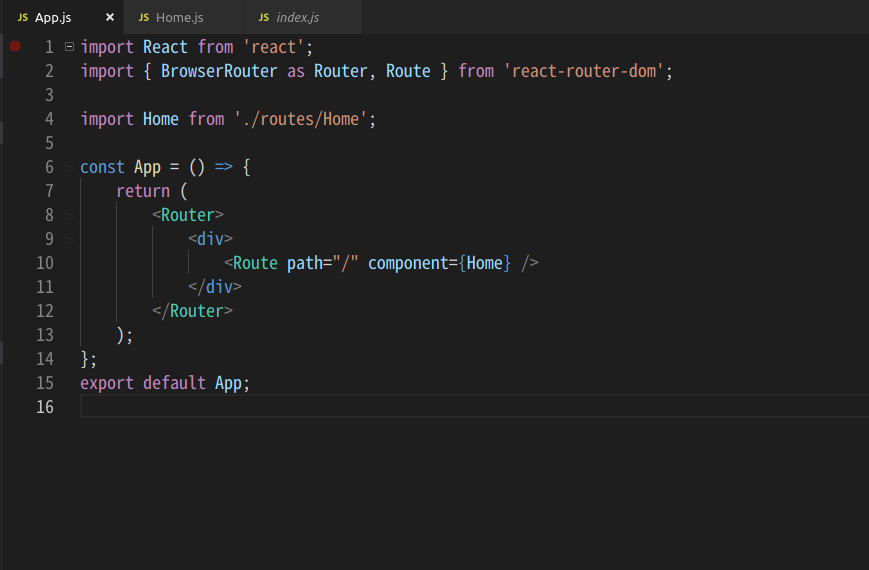 JS App.js × JS Home.js JS index.js
1 import React from 'react';
2 import { BrowserRouter as Router, Route } from 'react-router-dom';
3
4 import Home from './routes/Home';
5
6 const App = () => {
7     return (
8         <Router>
9             <div>
10                 <Route path="/" component={Home} />
11             </div>
12         </Router>
13     );
14 };
15 export default App;
16